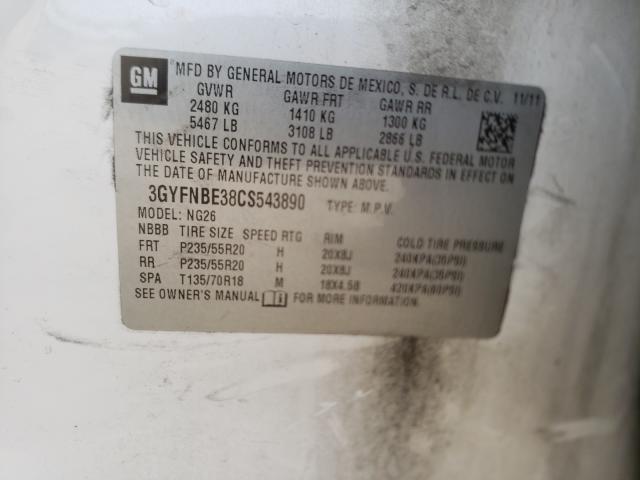 GM
MFD BY GENERAL MOTORS DE MEXICO, S. DE R.L. DE C.V. 11/11
GVWR GAWR FRT GAWR RR
2480 KG 1410 KG 1300 KG
5467 LB 3108 LB 2866 LB
THIS VEHICLE CONFORMS TO ALL APPLICABLE U.S. FEDERAL MOTOR
VEHICLE SAFETY AND THEFT PREVENTION STANDARDS IN EFFECT ON
THE DATE OF MANUFACTURE SHOWN ABOVE.
3GYFNBE38CS543890 TYPE: M.P.V.
MODEL: NG26
NBBB TIRE SIZE SPEED RTG RIM COLD TIRE PRESSURE
FRT P235/55R20 H 20X8J 240KPA(35PSI)
RR P235/55R20 H 20X8J 240KPA(35PSI)
SPA T135/70R18 M 18X4.5B 420KPA(60PSI)
SEE OWNER'S MANUAL FOR MORE INFORMATION.